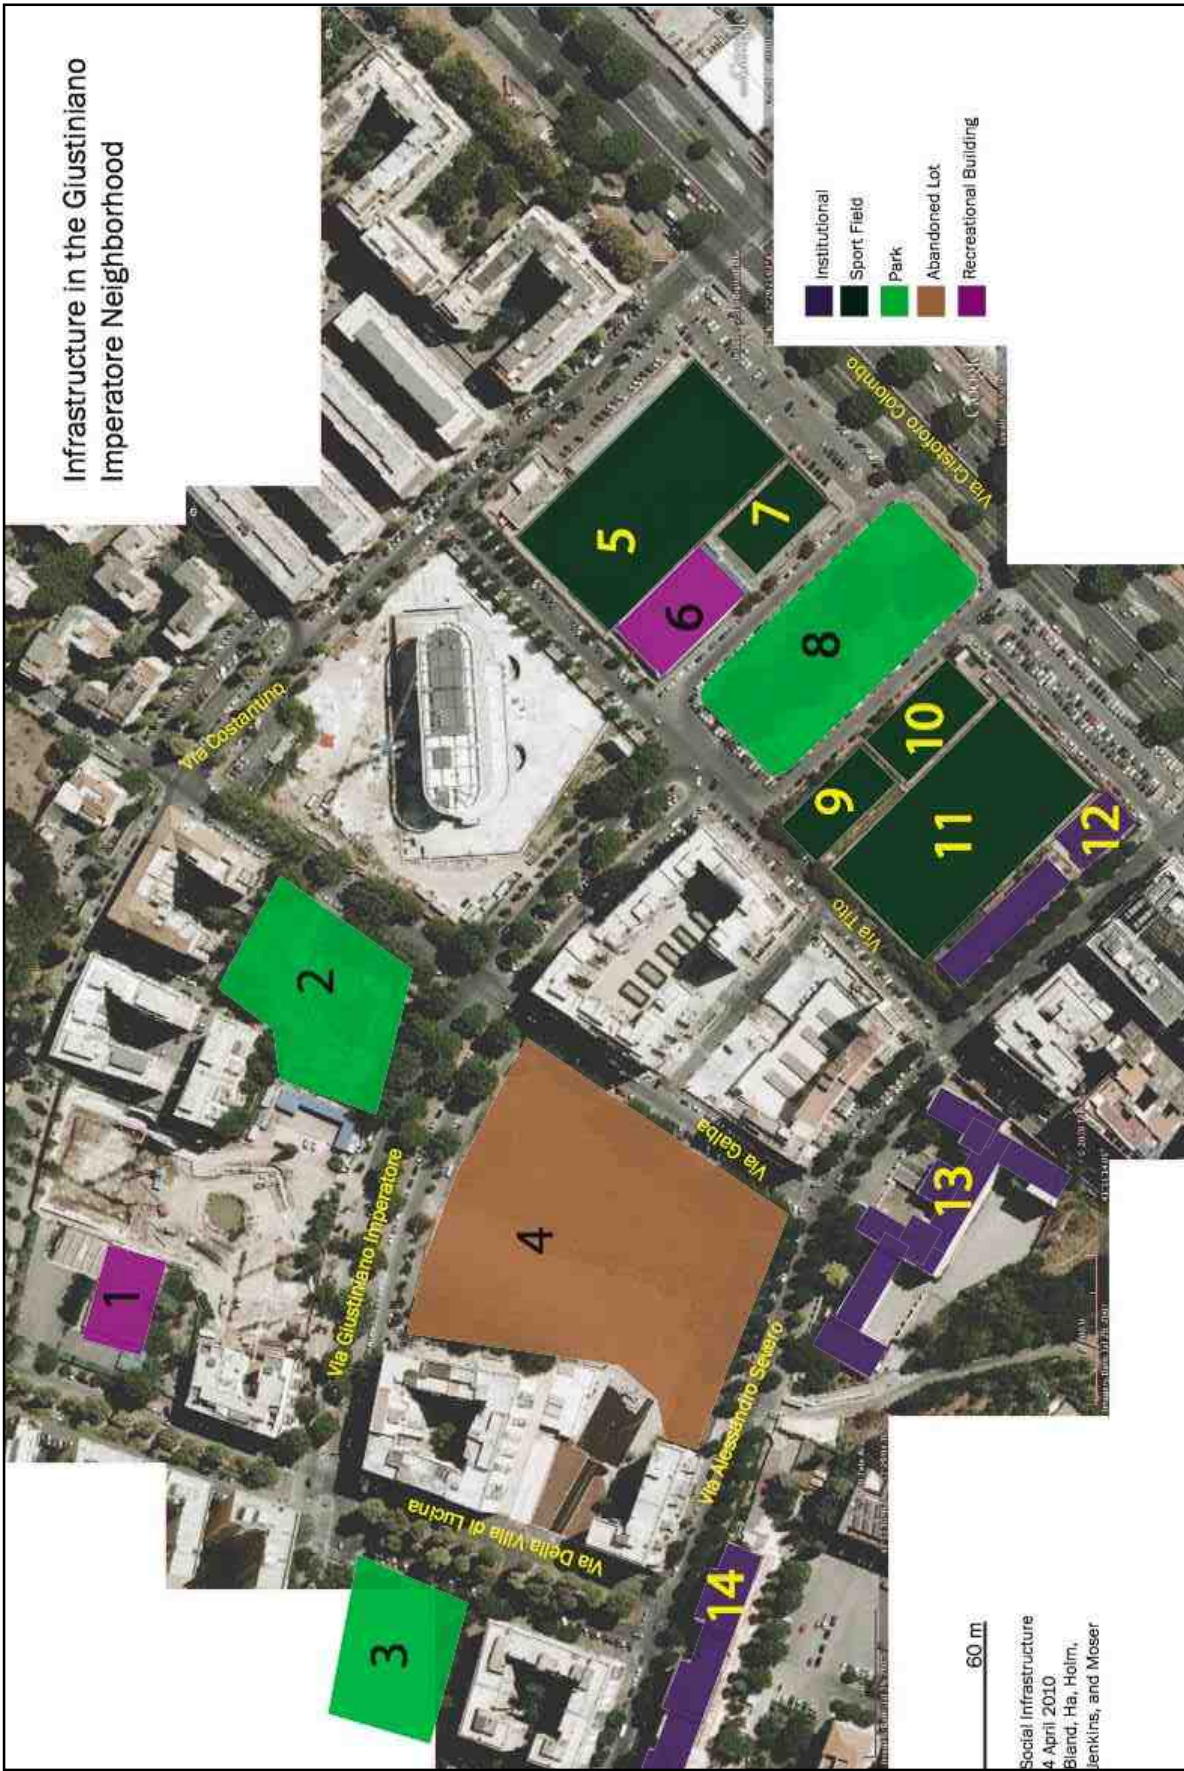 Infrastructure in the Giustiniano
Imperatore Neighborhood
Institutional
Sport Field
Park
Abandoned Lot
Recreational Building
Via Costantino
Via Cristoforo Colombo
Via Giustiniano Imperatore
Via Della Villa di Lucina
Via Galba
Via Tito
Via Alessandro Severo
1
2
3
4
5
6
7
8
9
10
11
12
13
14
60 m
Social Infrastructure
4 April 2010
Bland, Ha, Holm,
Jenkins, and Moser